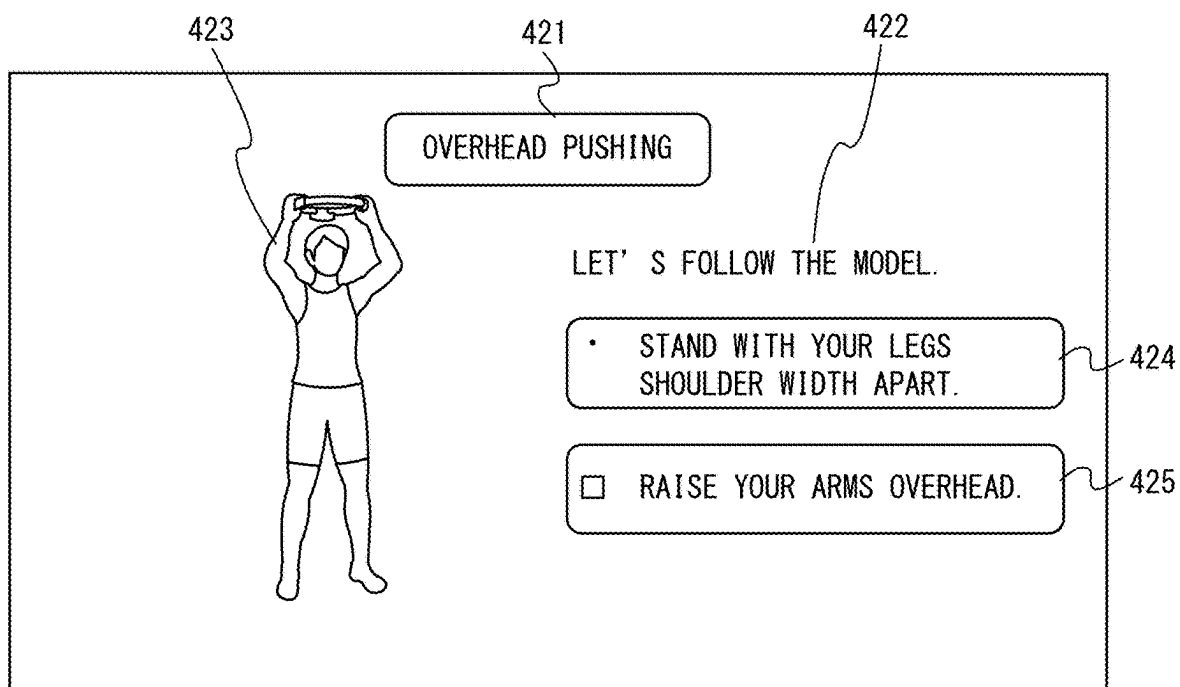 423
421
422
OVERHEAD PUSHING
LET' S FOLLOW THE MODEL.
• STAND WITH YOUR LEGS
SHOULDER WIDTH APART.
424
□ RAISE YOUR ARMS OVERHEAD.
425